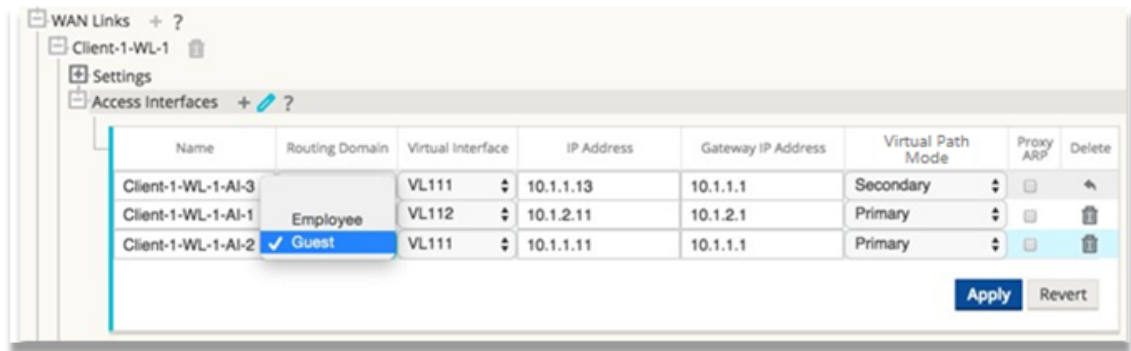 WAN Links + ?
Client-1-WL-1
Settings
Access Interfaces + ?
Name Routing Domain Virtual Interface IP Address Gateway IP Address Virtual Path Mode Proxy ARP Delete
Client-1-WL-1-AI-3 VL111 10.1.1.13 10.1.1.1 Secondary
Client-1-WL-1-AI-1 Employee VL112 10.1.2.11 10.1.2.1 Primary
Client-1-WL-1-AI-2 ✓ Guest VL111 10.1.1.11 10.1.1.1 Primary
Apply Revert